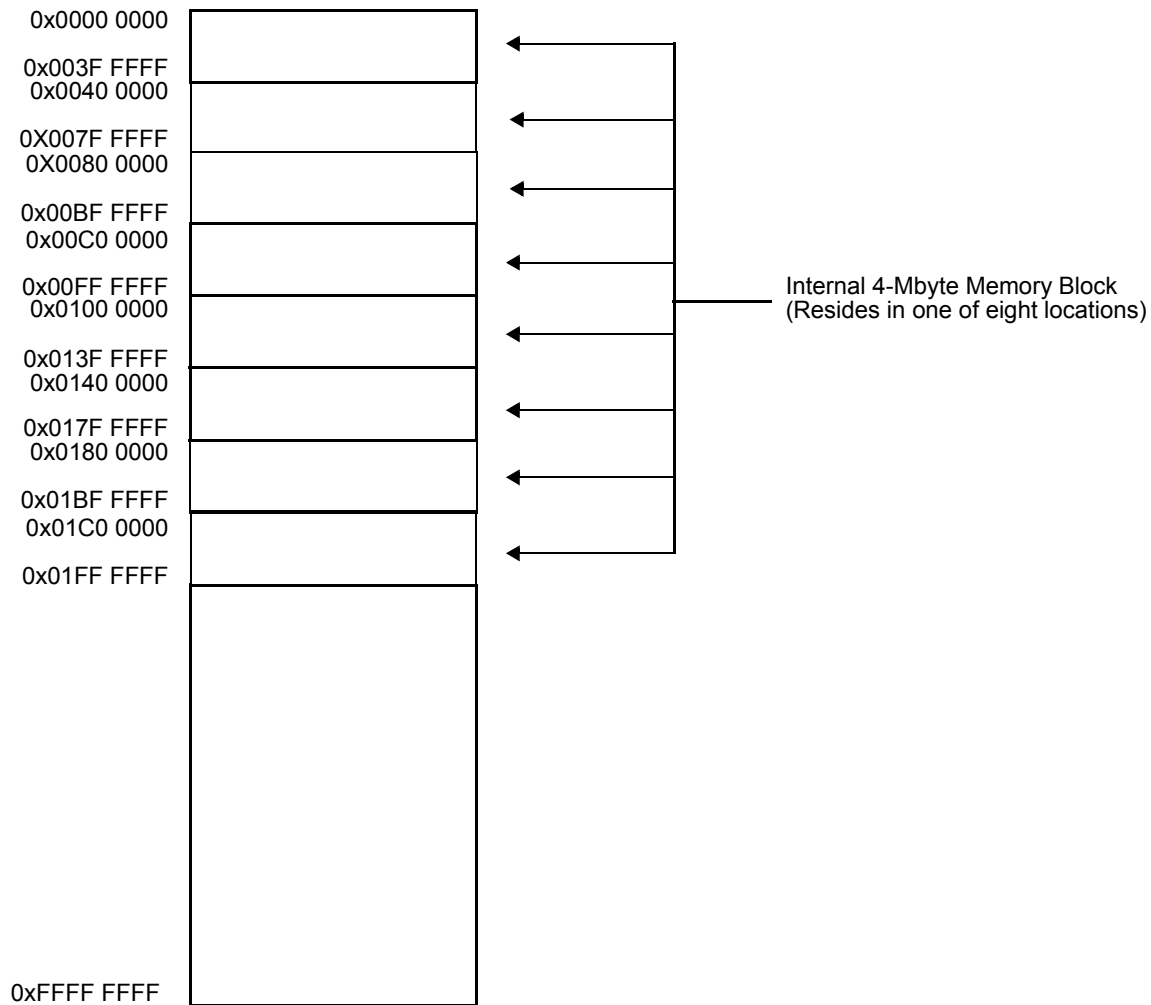 0x0000 0000
0x003F FFFF
0x0040 0000
0X007F FFFF
0X0080 0000
0x00BF FFFF
0x00C0 0000
0x00FF FFFF
0x0100 0000
0x013F FFFF
0x0140 0000
0x017F FFFF
0x0180 0000
0x01BF FFFF
0x01C0 0000
0x01FF FFFF
0xFFFF FFFF
Internal 4-Mbyte Memory Block
(Resides in one of eight locations)